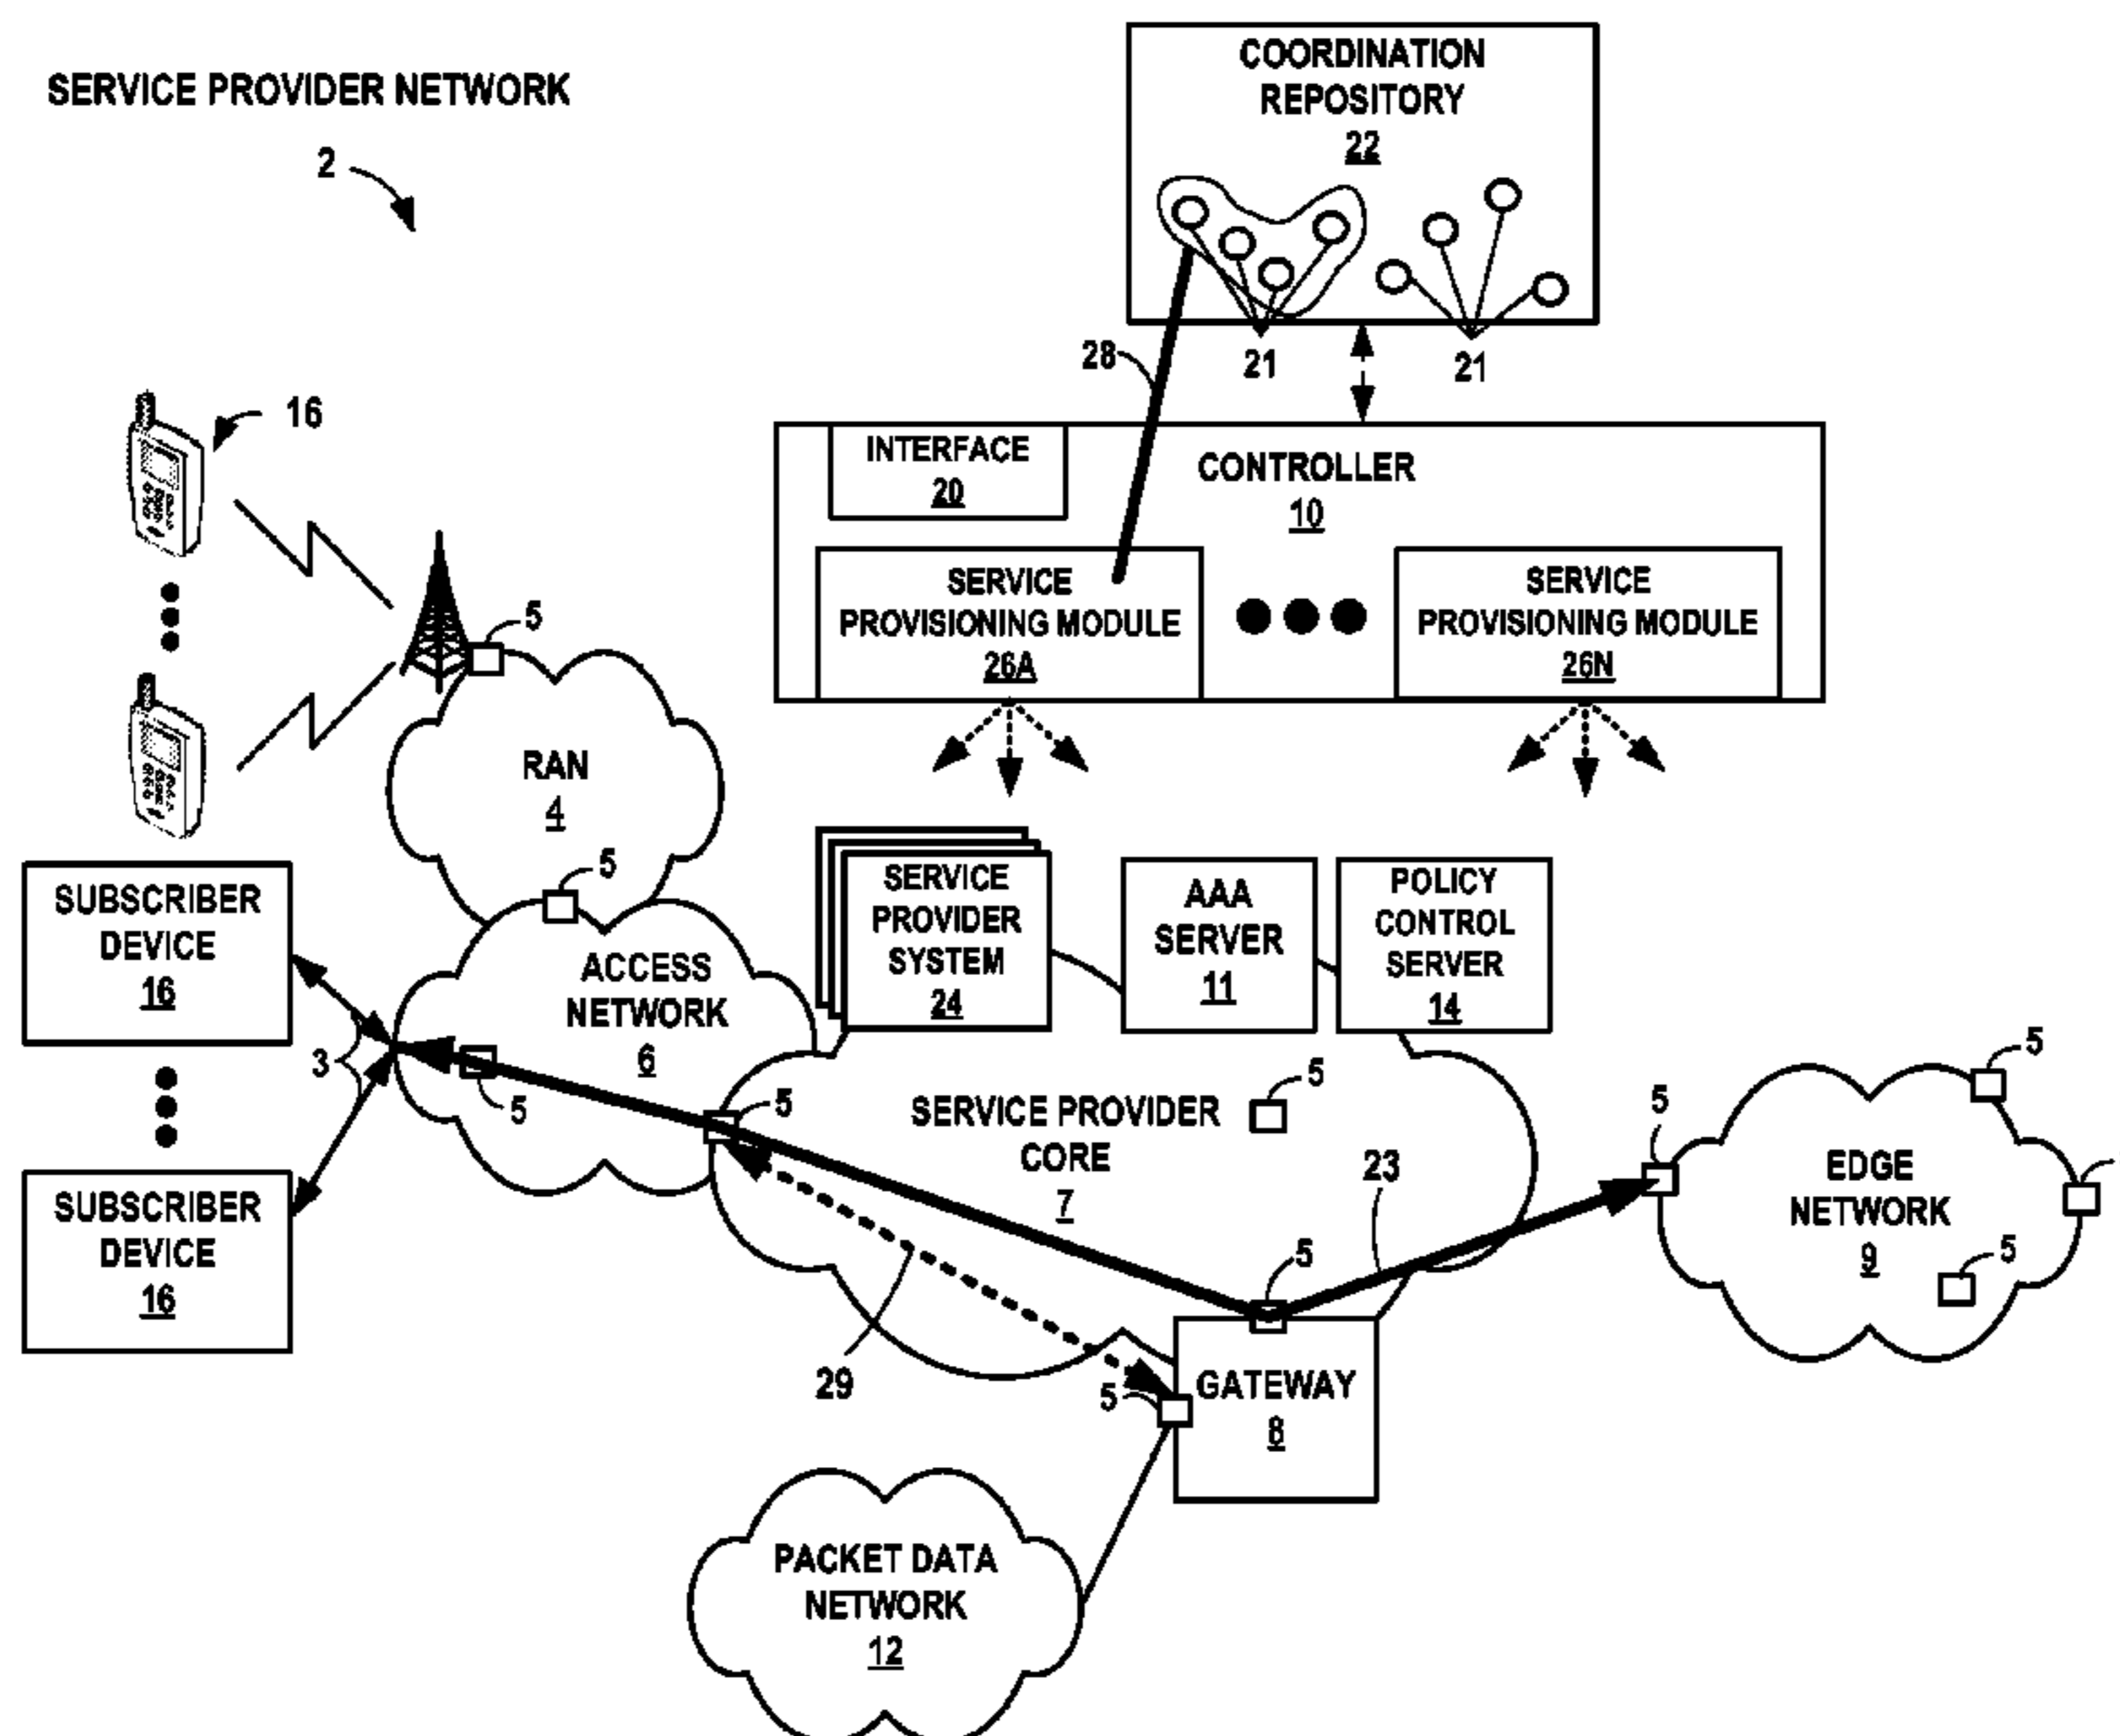 SERVICE PROVIDER NETWORK
2
COORDINATION
REPOSITORY
22
21
21
28
16
INTERFACE
20
CONTROLLER
10
SERVICE
PROVISIONING MODULE
26A
SERVICE
PROVISIONING MODULE
26N
5
RAN
4
5
SUBSCRIBER
DEVICE
16
SERVICE
PROVIDER
SYSTEM
24
AAA
SERVER
11
POLICY
CONTROL
SERVER
14
ACCESS
NETWORK
6
3
5
5
5
SERVICE PROVIDER
CORE
7
23
5
5
EDGE
NETWORK
9
5
SUBSCRIBER
DEVICE
16
5
29
5
GATEWAY
8
PACKET DATA
NETWORK
12